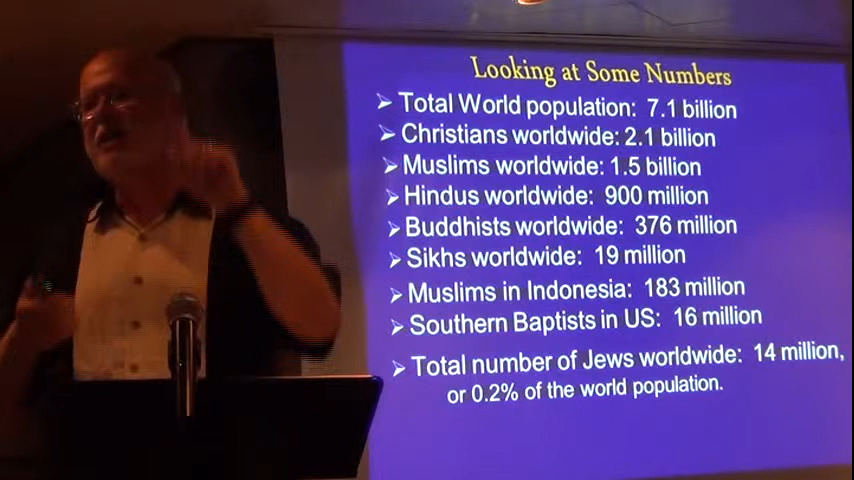 Looking at Some Numbers
➢ Total World population: 7.1 billion
➢ Christians worldwide: 2.1 billion
➢ Muslims worldwide: 1.5 billion
➢ Hindus worldwide: 900 million
➢ Buddhists worldwide: 376 million
➢ Sikhs worldwide: 19 million
➢ Muslims in Indonesia: 183 million
➢ Southern Baptists in US: 16 million
➢ Total number of Jews worldwide: 14 million,
or 0.2% of the world population.